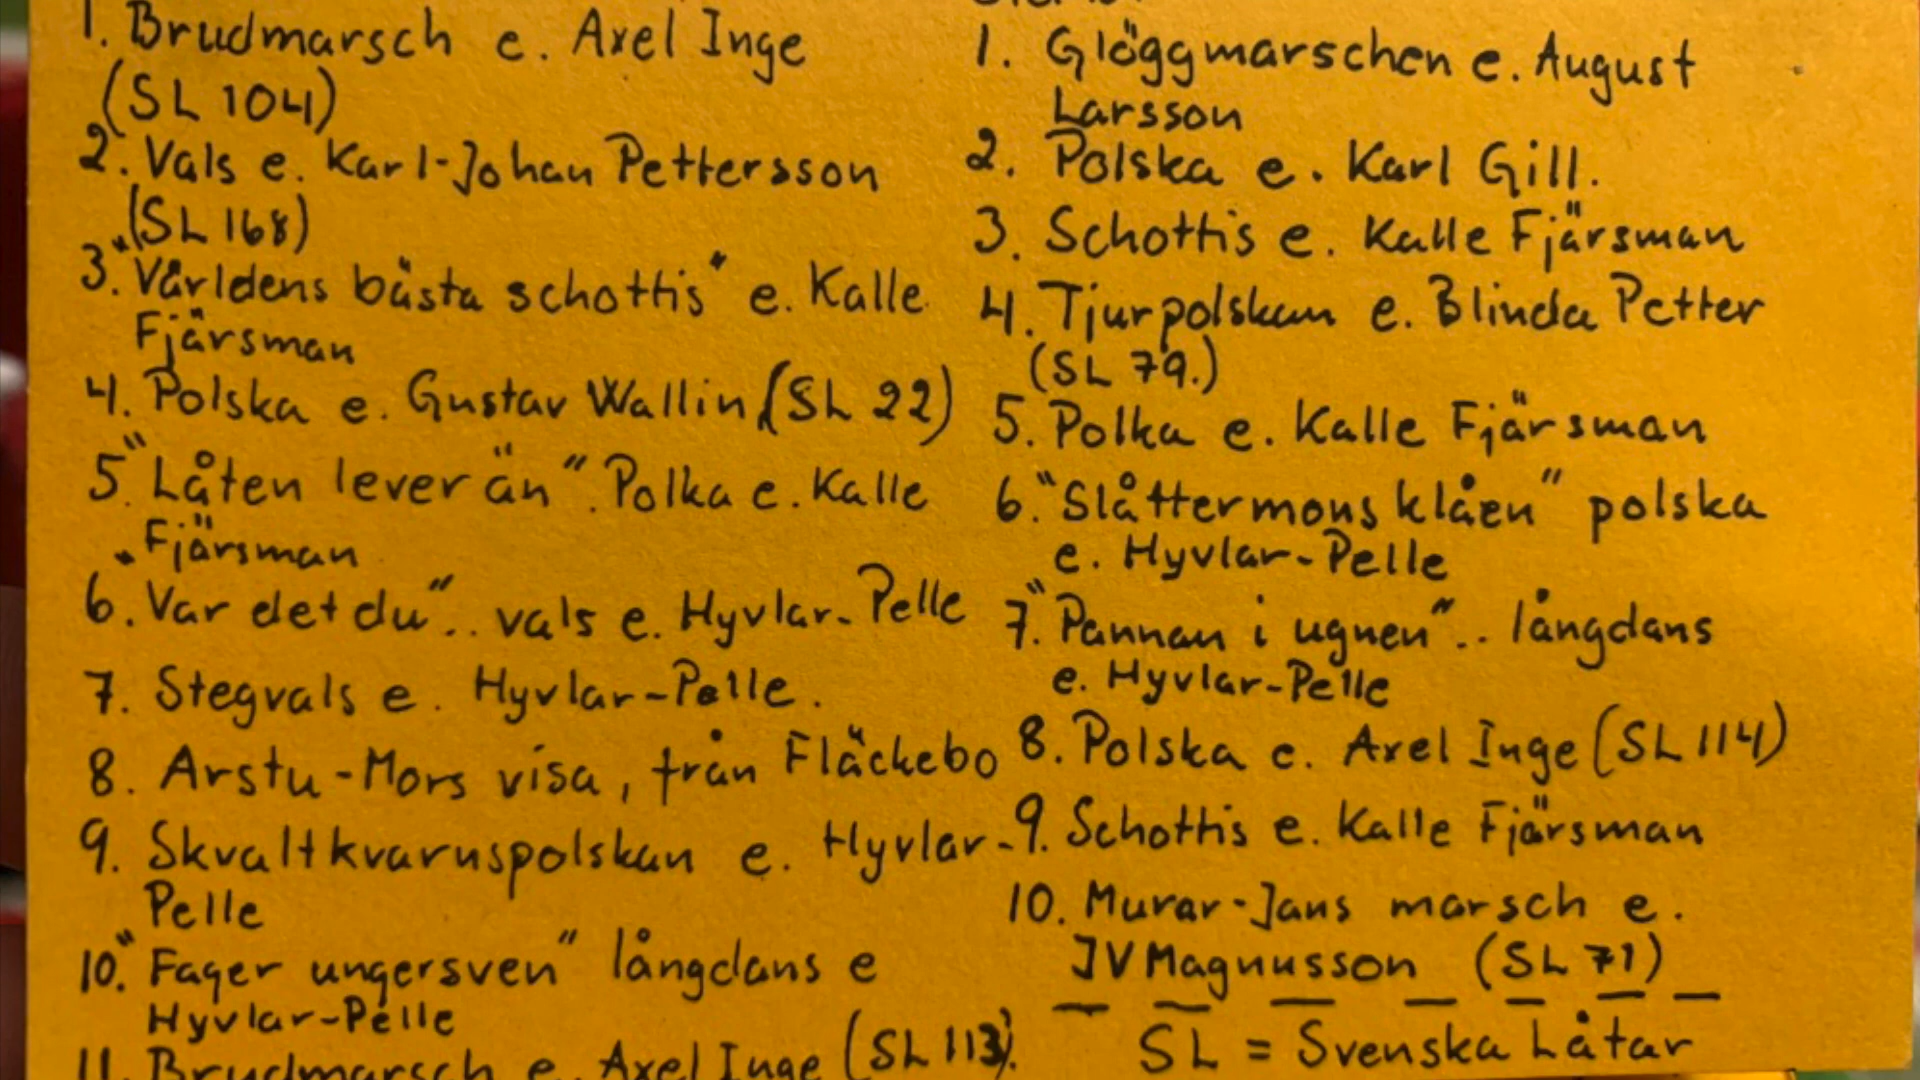 1. Brudmarsch e. Axel Inge
(SL 104)
2. Vals e. Karl-Johan Pettersson
(SL 168)
3. "Världens bästa schottis" e. Kalle
Fjärsman
4. Polska e. Gustav Wallin (SL 22)
5. "Låten lever än". Polka e. Kalle
Fjärsman
6. "Var det du".. vals e. Hyvlar-Pelle
7. Stegvals e. Hyvlar-Pelle.
8. Arstu-Mors visa, från Fläckebo
9. Skvaltkvarnspolskan e. Hyvlar-
Pelle
10. "Fager ungersven" långdans e
Hyvlar-Pelle
11. Brudmarsch e. Axel Inge (SL 113).
1. Glöggmarschen e. August
Larsson
2. Polska e. Karl Gill.
3. Schottis e. Kalle Fjärsman
4. Tjurpolskan e. Blinda Petter
(SL 79.)
5. Polka e. Kalle Fjärsman
6. "Slåttermons klåen" polska
e. Hyvlar-Pelle
7. "Pannan i ugnen".. långdans
e. Hyvlar-Pelle
8. Polska e. Axel Inge (SL 114)
9. Schottis e. Kalle Fjärsman
10. Murar-Jans marsch e.
JV Magnusson (SL 71)
SL = Svenska Låtar